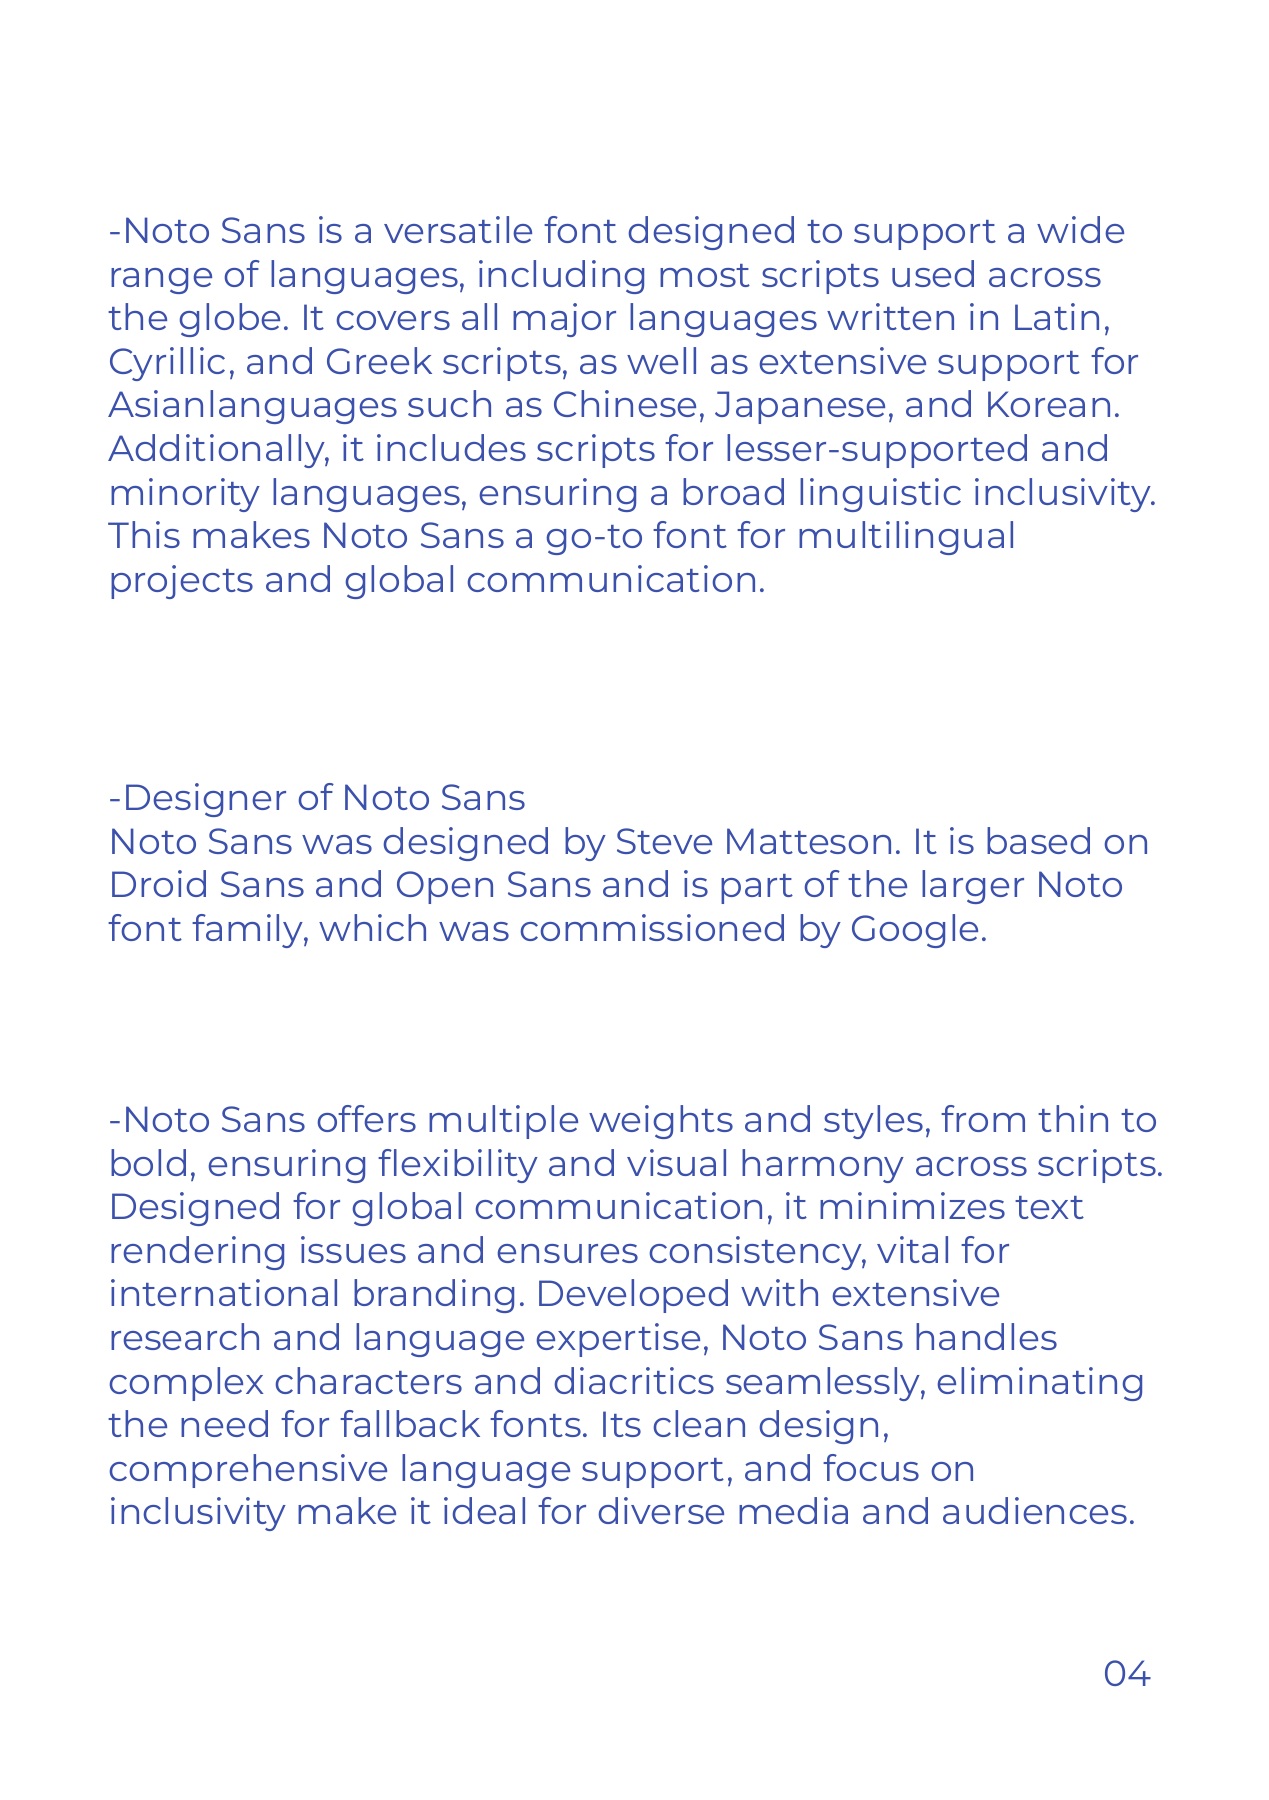 -Noto Sans is a versatile font designed to support a wide
range of languages, including most scripts used across
the globe. It covers all major languages written in Latin,
Cyrillic, and Greek scripts, as well as extensive support for
Asianlanguages such as Chinese, Japanese, and Korean.
Additionally, it includes scripts for lesser-supported and
minority languages, ensuring a broad linguistic inclusivity.
This makes Noto Sans a go-to font for multilingual
projects and global communication.
-Designer of Noto Sans
Noto Sans was designed by Steve Matteson. It is based on
Droid Sans and Open Sans and is part of the larger Noto
font family, which was commissioned by Google.
-Noto Sans offers multiple weights and styles, from thin to
bold, ensuring flexibility and visual harmony across scripts.
Designed for global communication, it minimizes text
rendering issues and ensures consistency, vital for
international branding. Developed with extensive
research and language expertise, Noto Sans handles
complex characters and diacritics seamlessly, eliminating
the need for fallback fonts. Its clean design,
comprehensive language support, and focus on
inclusivity make it ideal for diverse media and audiences.
04